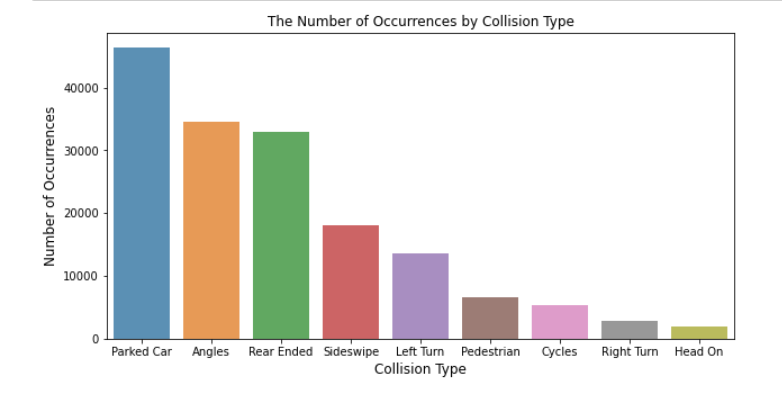 The Number of Occurrences by Collision Type
Number of Occurrences
40000
30000
20000
10000
0
Parked Car Angles Rear Ended Sideswipe Left Turn Pedestrian Cycles Right Turn Head On
Collision Type